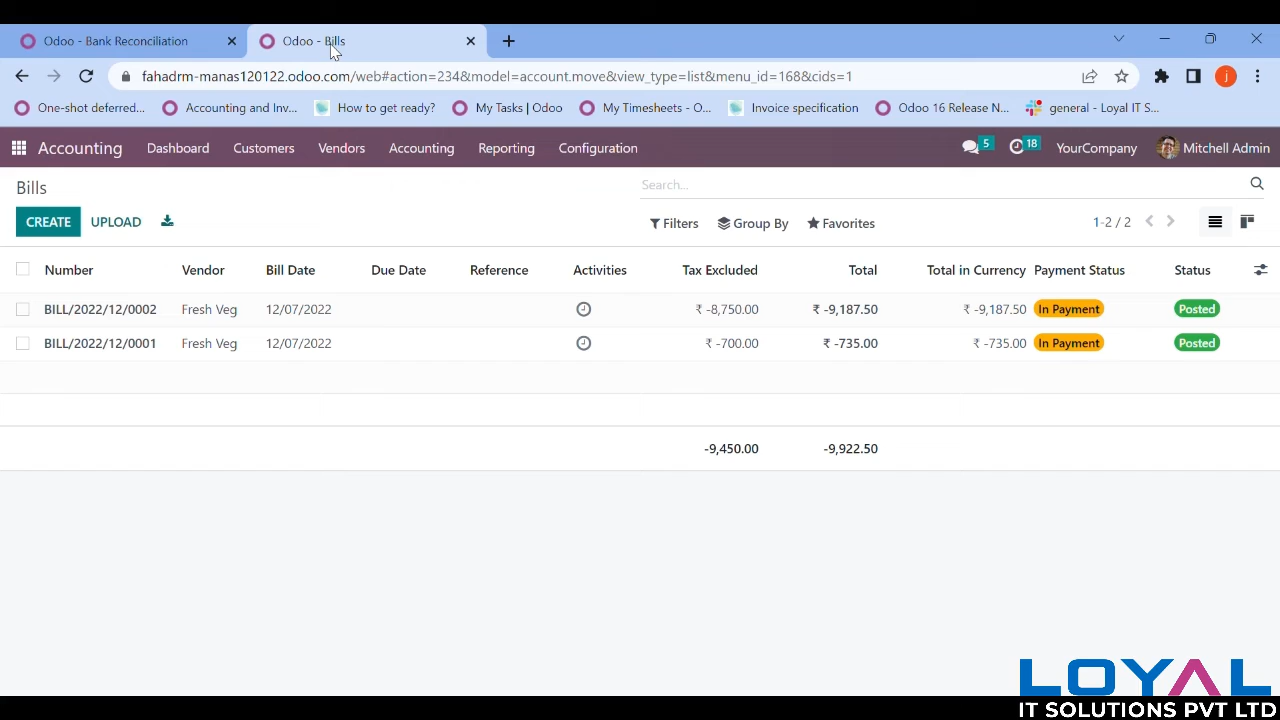 Odoo - Bank Reconciliation Odoo - Bills
fahadrm-manas120122.odoo.com/web#action=234&model=account.move&view_type=list&menu_id=168&cids=1 j
One-shot deferred... Accounting and Inv... How to get ready? My Tasks | Odoo My Timesheets - O... Invoice specification Odoo 16 Release N... general - Loyal IT S...
Accounting Dashboard Customers Vendors Accounting Reporting Configuration 5 18 YourCompany Mitchell Admin
Bills Search...
CREATE UPLOAD Filters Group By Favorites 1-2 / 2
Number Vendor Bill Date Due Date Reference Activities Tax Excluded Total Total in Currency Payment Status Status
BILL/2022/12/0002 Fresh Veg 12/07/2022 ₹ -8,750.00 ₹ -9,187.50 ₹ -9,187.50 In Payment Posted
BILL/2022/12/0001 Fresh Veg 12/07/2022 ₹ -700.00 ₹ -735.00 ₹ -735.00 In Payment Posted
-9,450.00 -9,922.50
LOYAL
IT SOLUTIONS PVT LTD